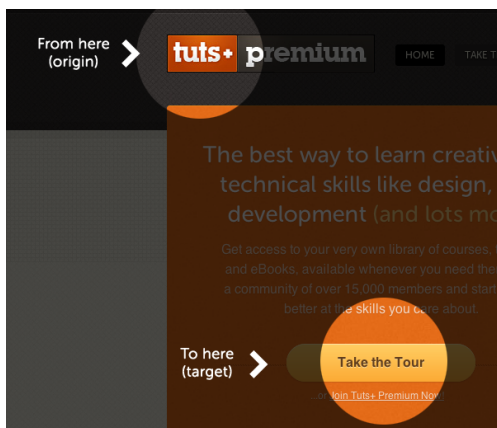 From here
(origin)
tuts+ premium
HOME
TAKE T
The best way to learn creativ
technical skills like design,
development (and lots mo
Get access to your very own library of courses,
and eBooks, available whenever you need the
a community of over 15,000 members and start
better at the skills you care about.
To here
(target)
Take the Tour
...or Join Tuts+ Premium Now!